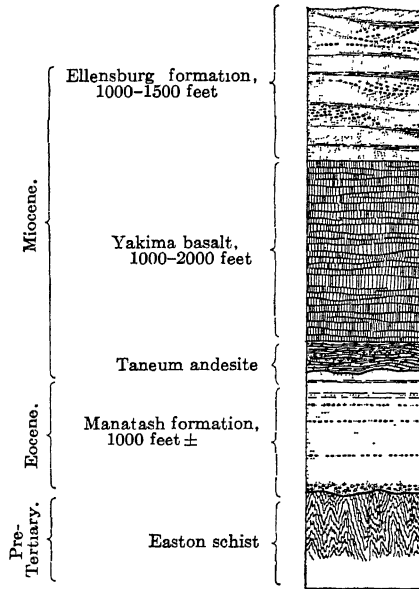 Ellensburg formation,
1000–1500 feet
Miocene.
Yakima basalt,
1000–2000 feet
Taneum andesite
Eocene.
Manatash formation,
1000 feet ±
Pre-
Tertiary.
Easton schist